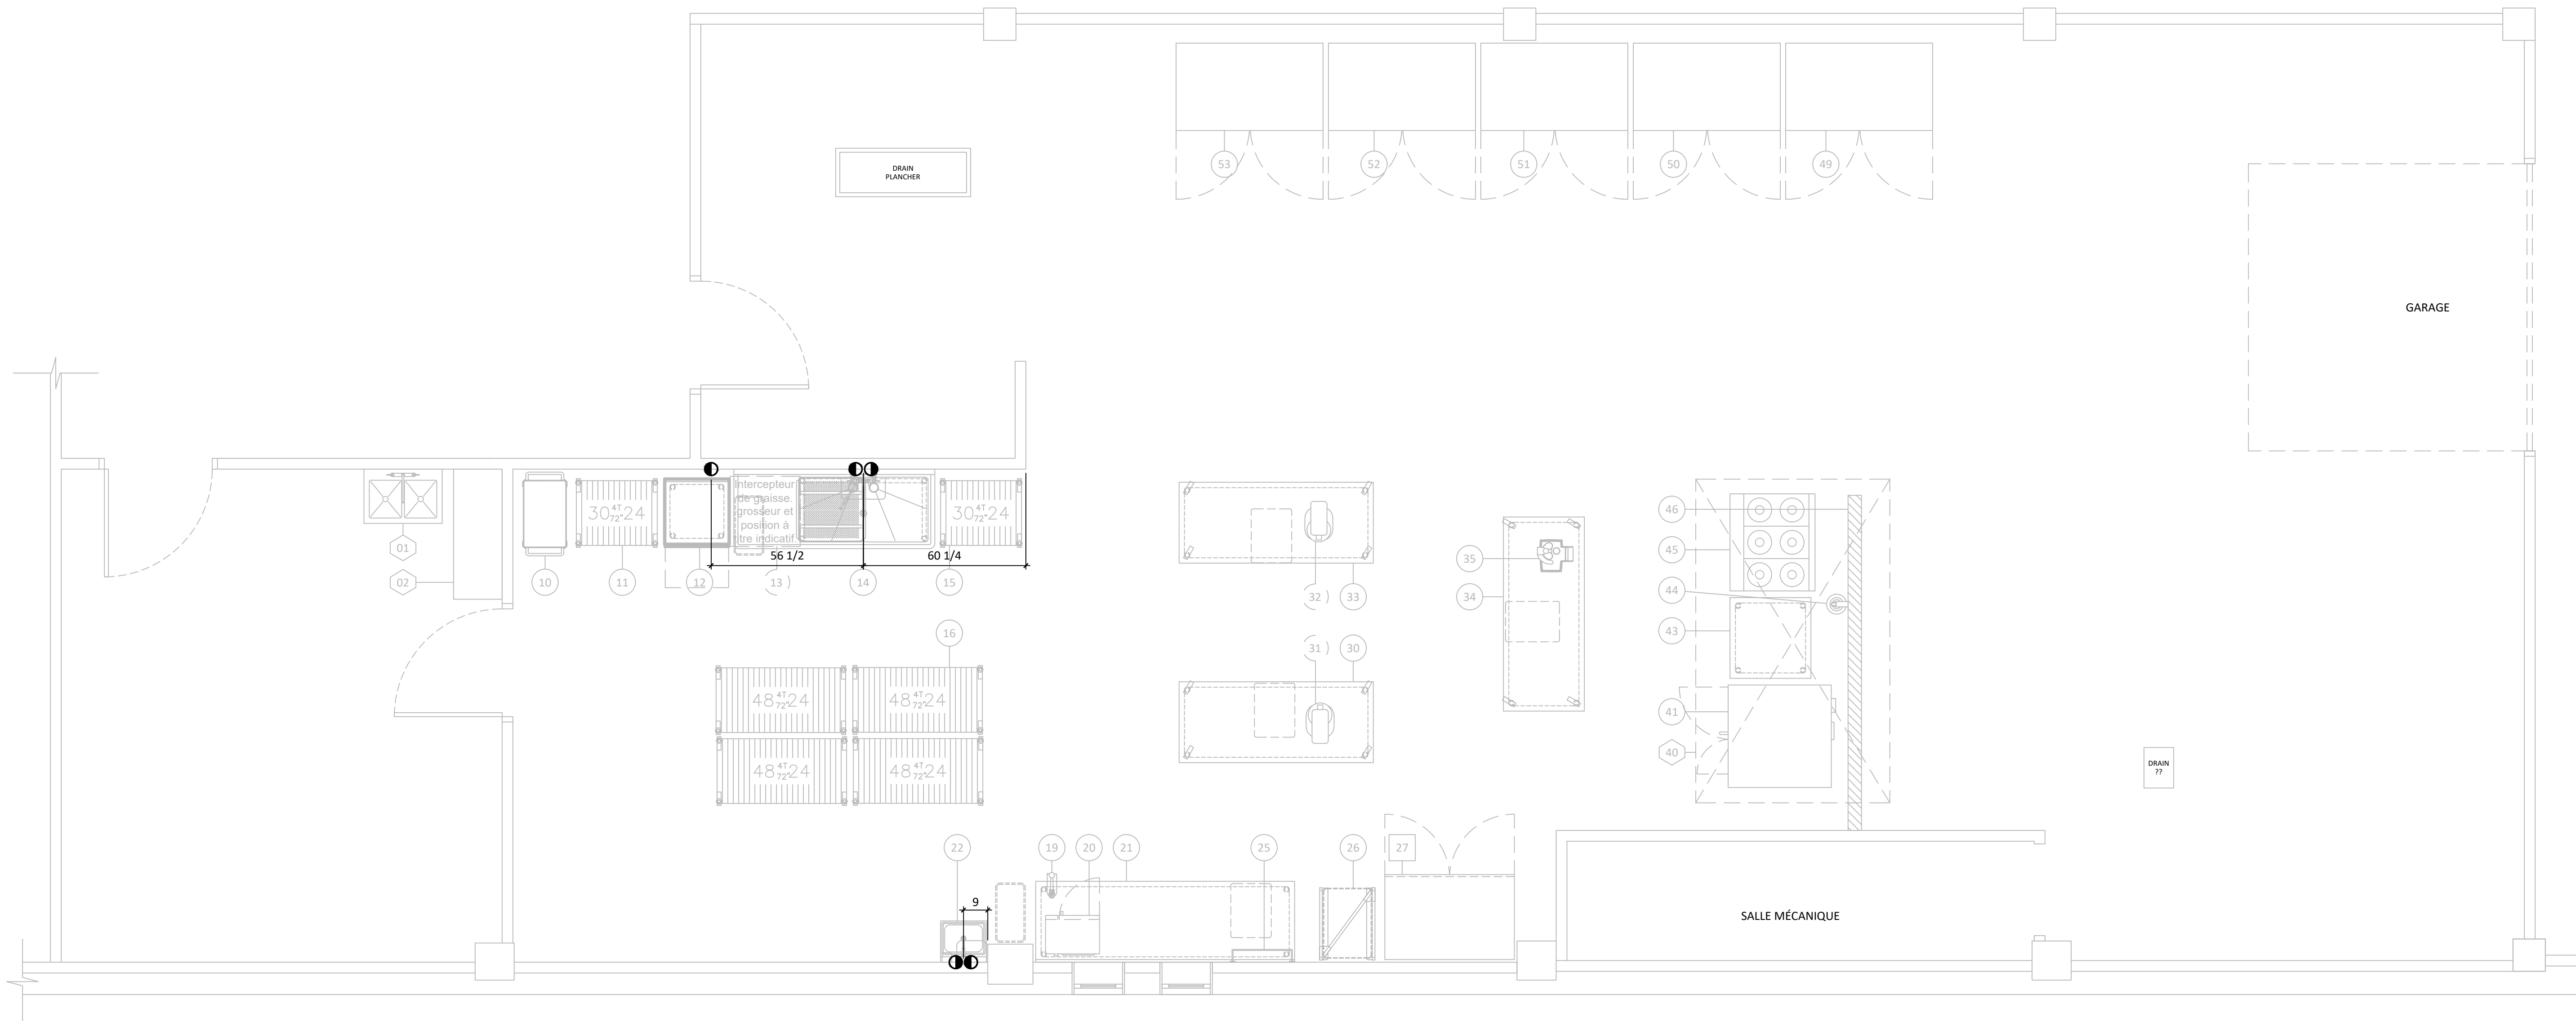 DRAIN
PLANCHER
53
52
51
50
49
GARAGE
01
02
10
11
12
13
14
15
30 4T 72" 24
Intercepteur
de graisse.
grosseur et
position à
tre indicatif
30 4T 72" 24
56 1/2
60 1/4
16
48 4T 72" 24
48 4T 72" 24
48 4T 72" 24
48 4T 72" 24
32
33
31
30
35
34
46
45
44
43
41
40
DRAIN
??
22
19
20
21
25
26
27
9
SALLE MÉCANIQUE